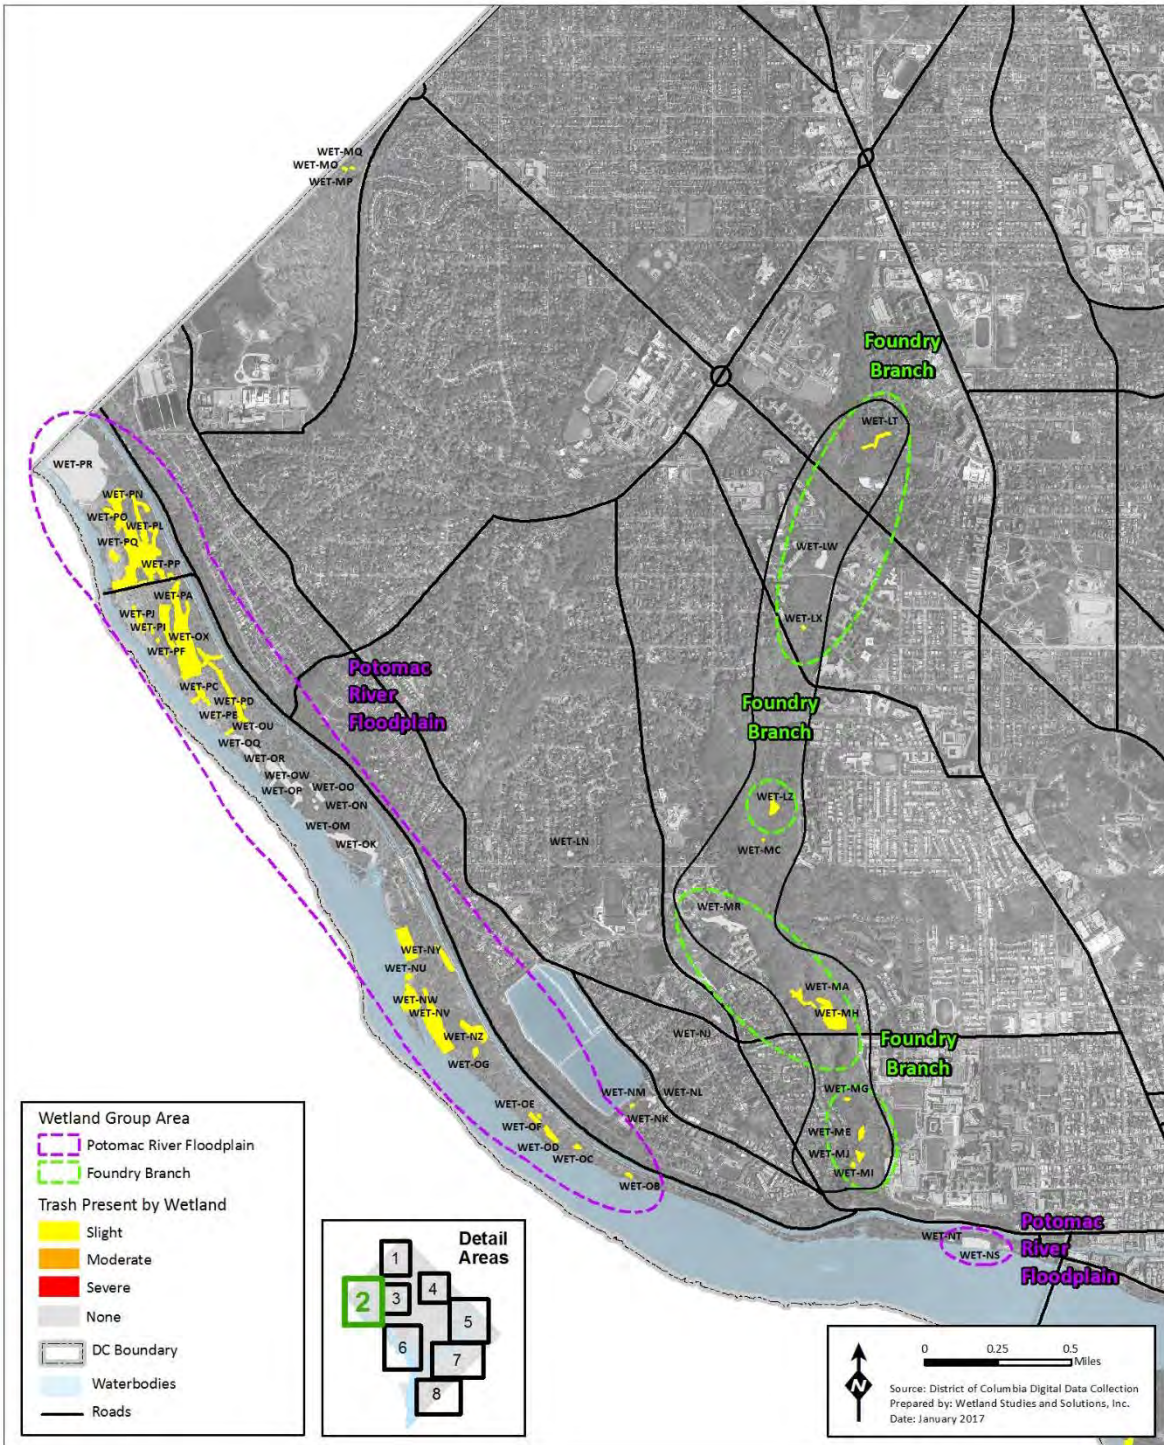 WET-MQ
WET-MO
WET-MP
Foundry
Branch
WET-LT
WET-PR
WET-PN
WET-PO
WET-PL
WET-PQ
WET-LW
WET-PP
WET-PA
WET-PJ
WET-PI
WET-LX
WET-OX
WET-PF
Potomac
River
Floodplain
WET-PC
WET-PD
Foundry
Branch
WET-PE
WET-OU
WET-OQ
WET-OR
WET-OW
WET-OO
WET-OP
WET-ON
WET-LZ
WET-OM
WET-OK
WET-LN
WET-MC
WET-MR
WET-NY
WET-NU
WET-MA
WET-NW
WET-NV
WET-MH
WET-NZ
WET-NJ
Foundry
Branch
WET-OG
WET-MG
WET-NM
WET-NL
WET-OE
WET-NK
WET-OF
WET-ME
WET-OD
WET-MJ
WET-OC
WET-MI
WET-OB
Potomac
River
Floodplain
WET-NT
WET-NS
Wetland Group Area
Potomac River Floodplain
Foundry Branch
Trash Present by Wetland
Slight
Moderate
Severe
None
DC Boundary
Waterbodies
Roads
Detail
Areas
1
2
3
4
5
6
7
8
N
0 0.25 0.5
Miles
Source: District of Columbia Digital Data Collection
Prepared by: Wetland Studies and Solutions, Inc.
Date: January 2017